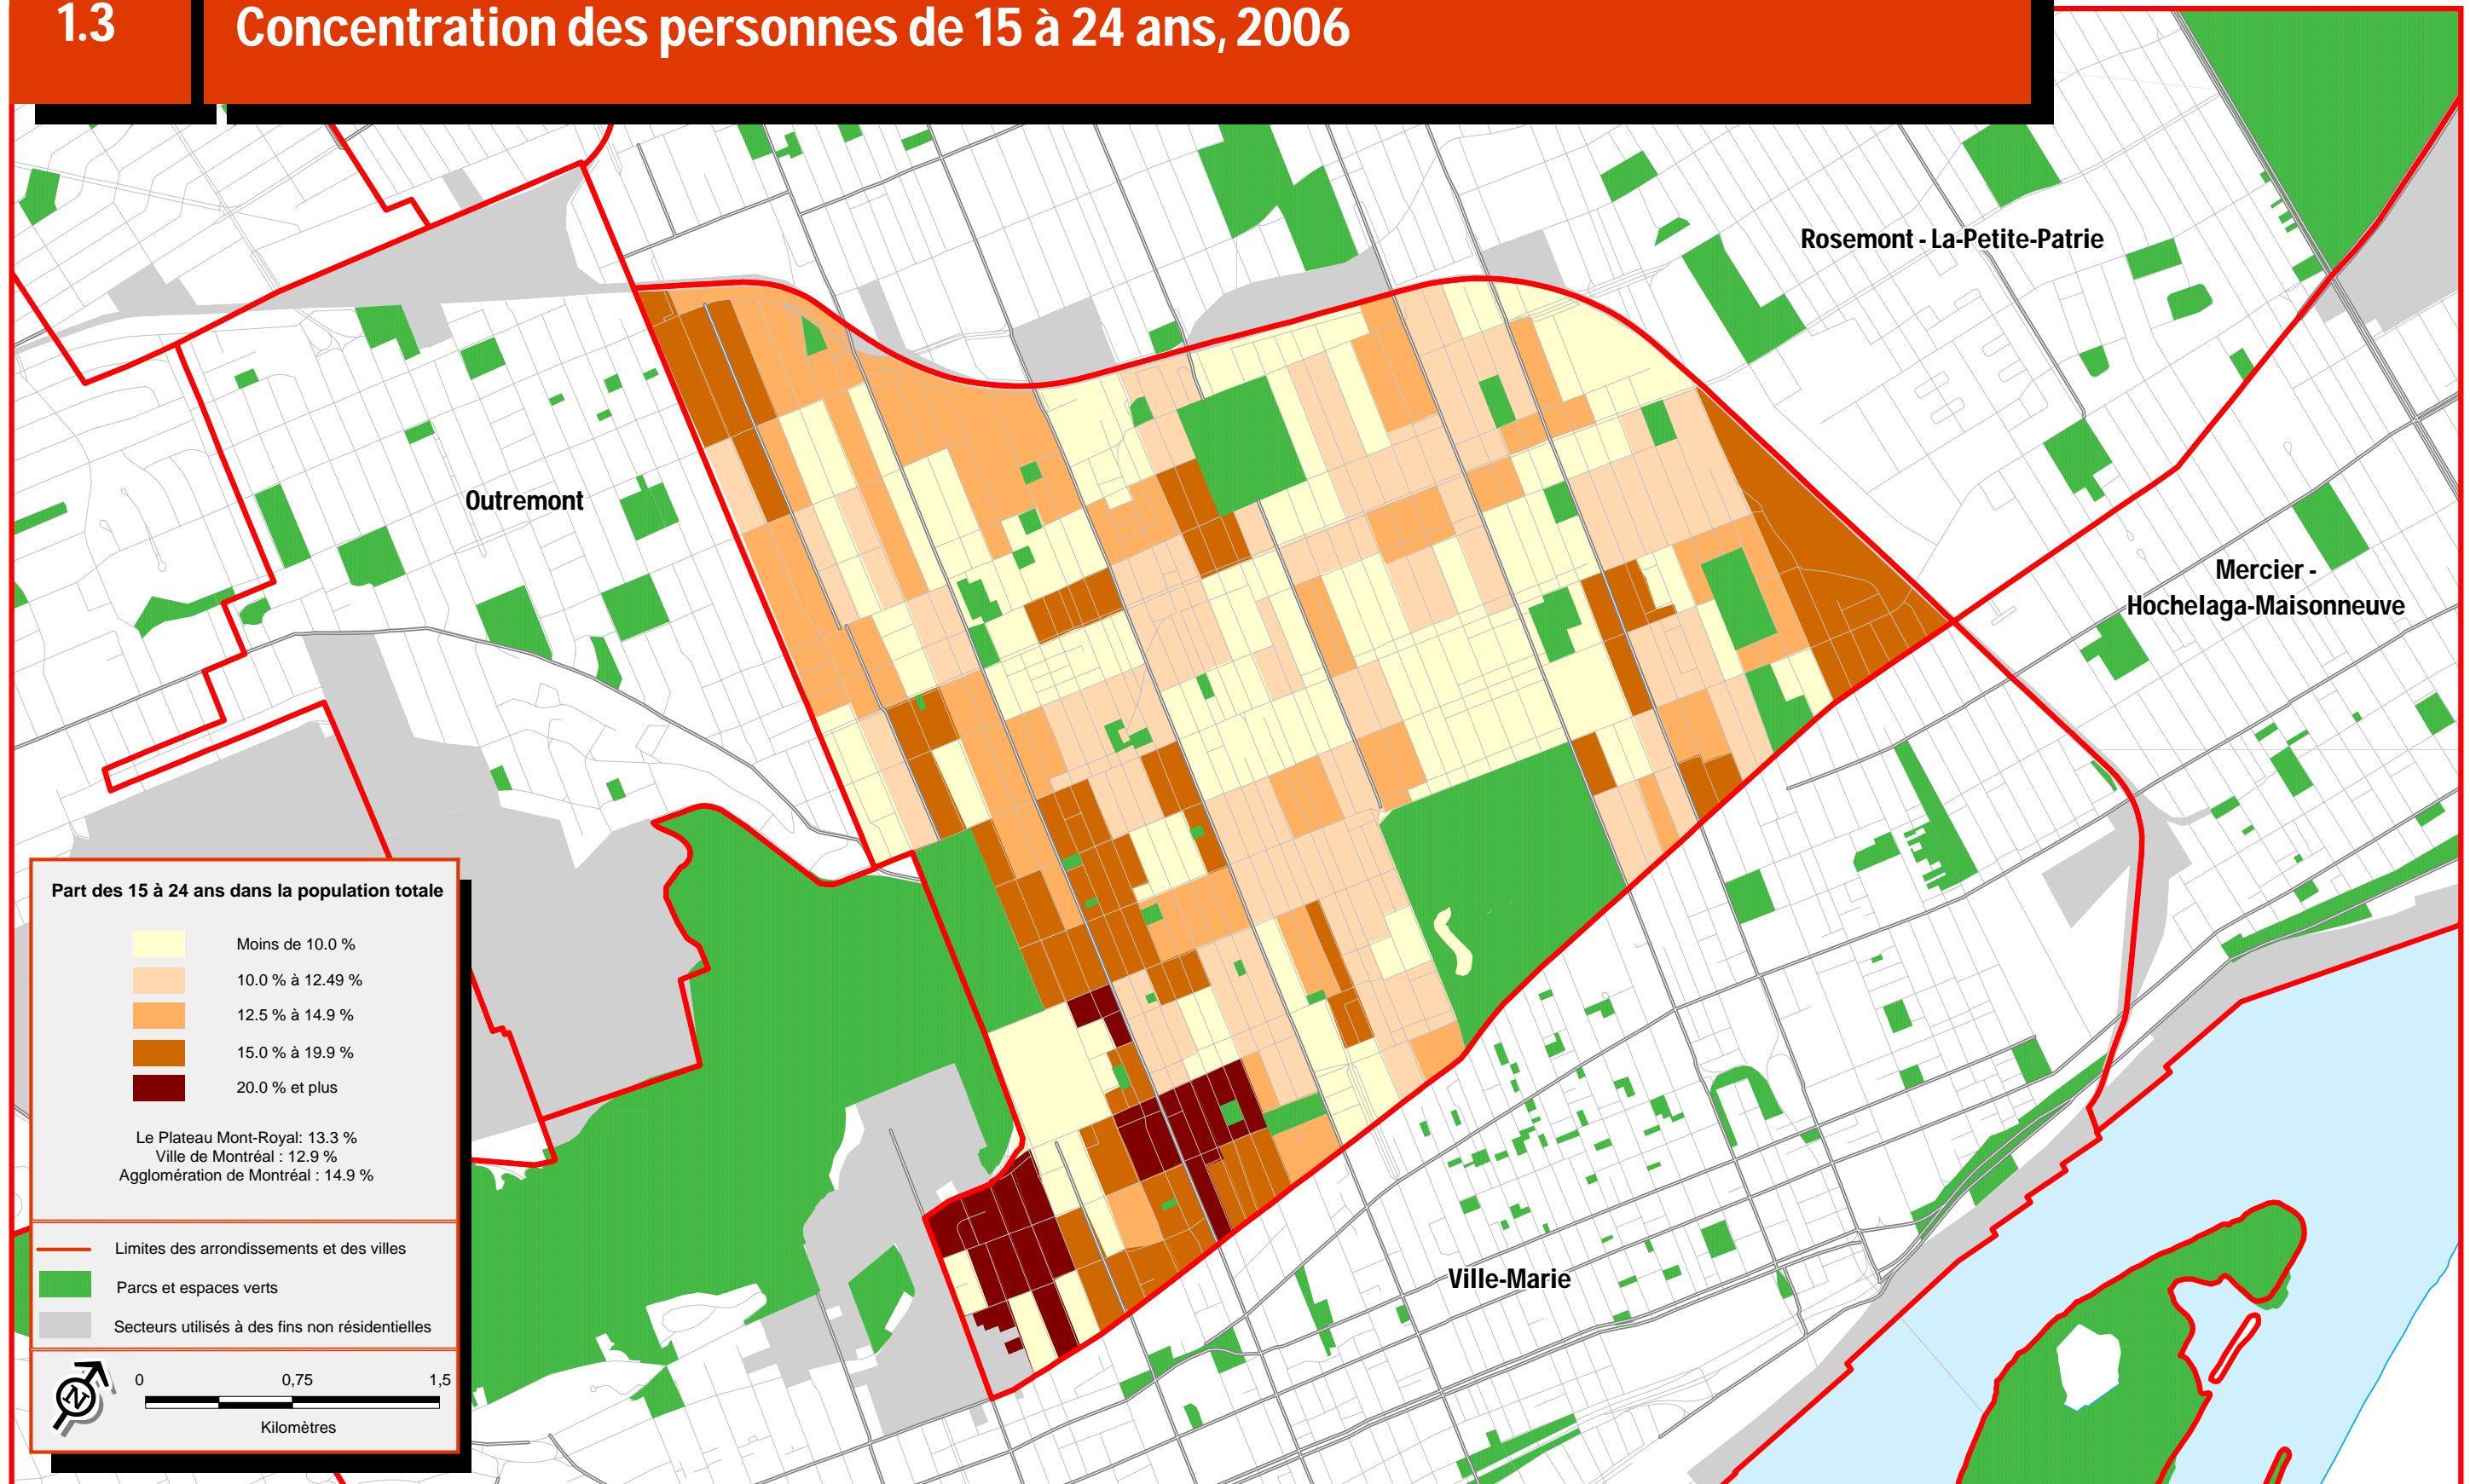 1.3
Concentration des personnes de 15 à 24 ans, 2006
Rosemont - La-Petite-Patrie
Outremont
Mercier -
Hochelaga-Maisonneuve
Ville-Marie
Part des 15 à 24 ans dans la population totale
Moins de 10.0 %
10.0 % à 12.49 %
12.5 % à 14.9 %
15.0 % à 19.9 %
20.0 % et plus
Le Plateau Mont-Royal: 13.3 %
Ville de Montréal : 12.9 %
Agglomération de Montréal : 14.9 %
Limites des arrondissements et des villes
Parcs et espaces verts
Secteurs utilisés à des fins non résidentielles
N
0 0,75 1,5
Kilomètres